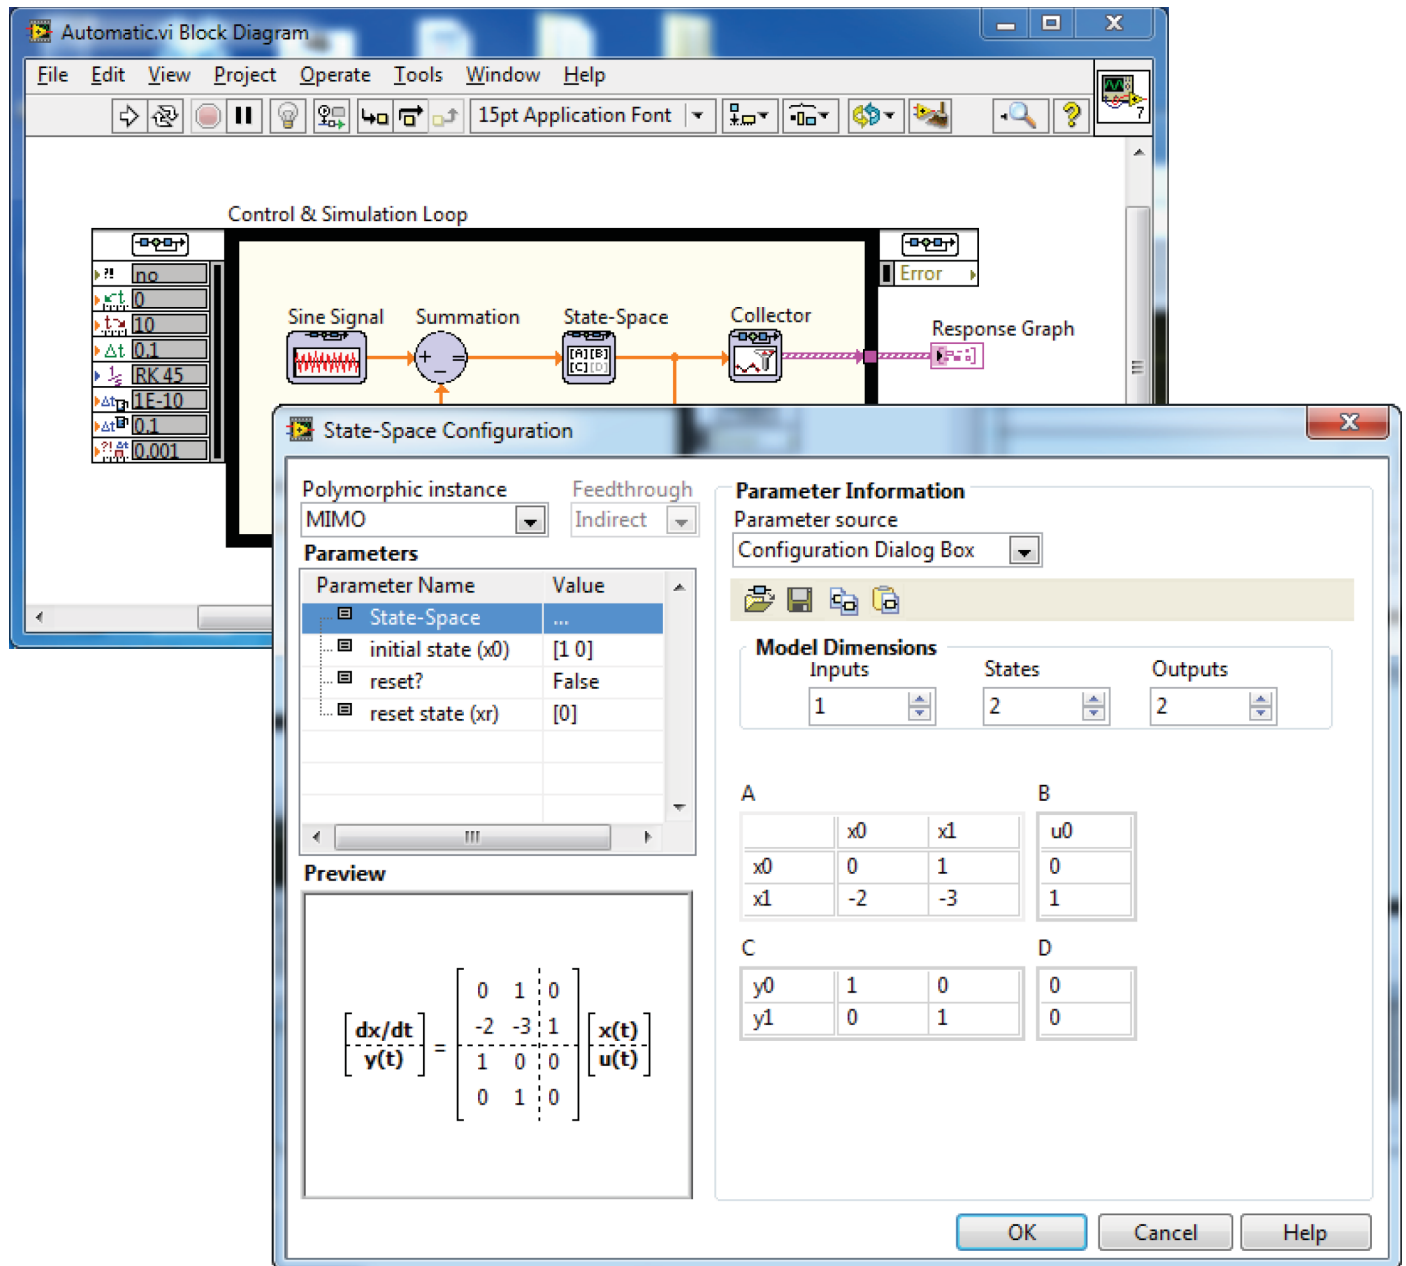 Automatic.vi Block Diagram
File Edit View Project Operate Tools Window Help
15pt Application Font
7
Control & Simulation Loop
no
0
10
Δt 0.1
RK 45
1E-10
0.1
0.001
Error
Sine Signal Summation State-Space Collector
Response Graph
[A][B]
[C][D]
State-Space Configuration
Polymorphic instance Feedthrough
MIMO Indirect
Parameters
Parameter Name Value
State-Space ...
initial state (x0) [1 0]
reset? False
reset state (xr) [0]
Preview
dx/dt
y(t)
=
0 1 0
-2 -3 1
1 0 0
0 1 0
x(t)
u(t)
Parameter Information
Parameter source
Configuration Dialog Box
Model Dimensions
Inputs States Outputs
1 2 2
A B
x0 x1 u0
x0 0 1 0
x1 -2 -3 1
C D
y0 1 0 0
y1 0 1 0
OK Cancel Help